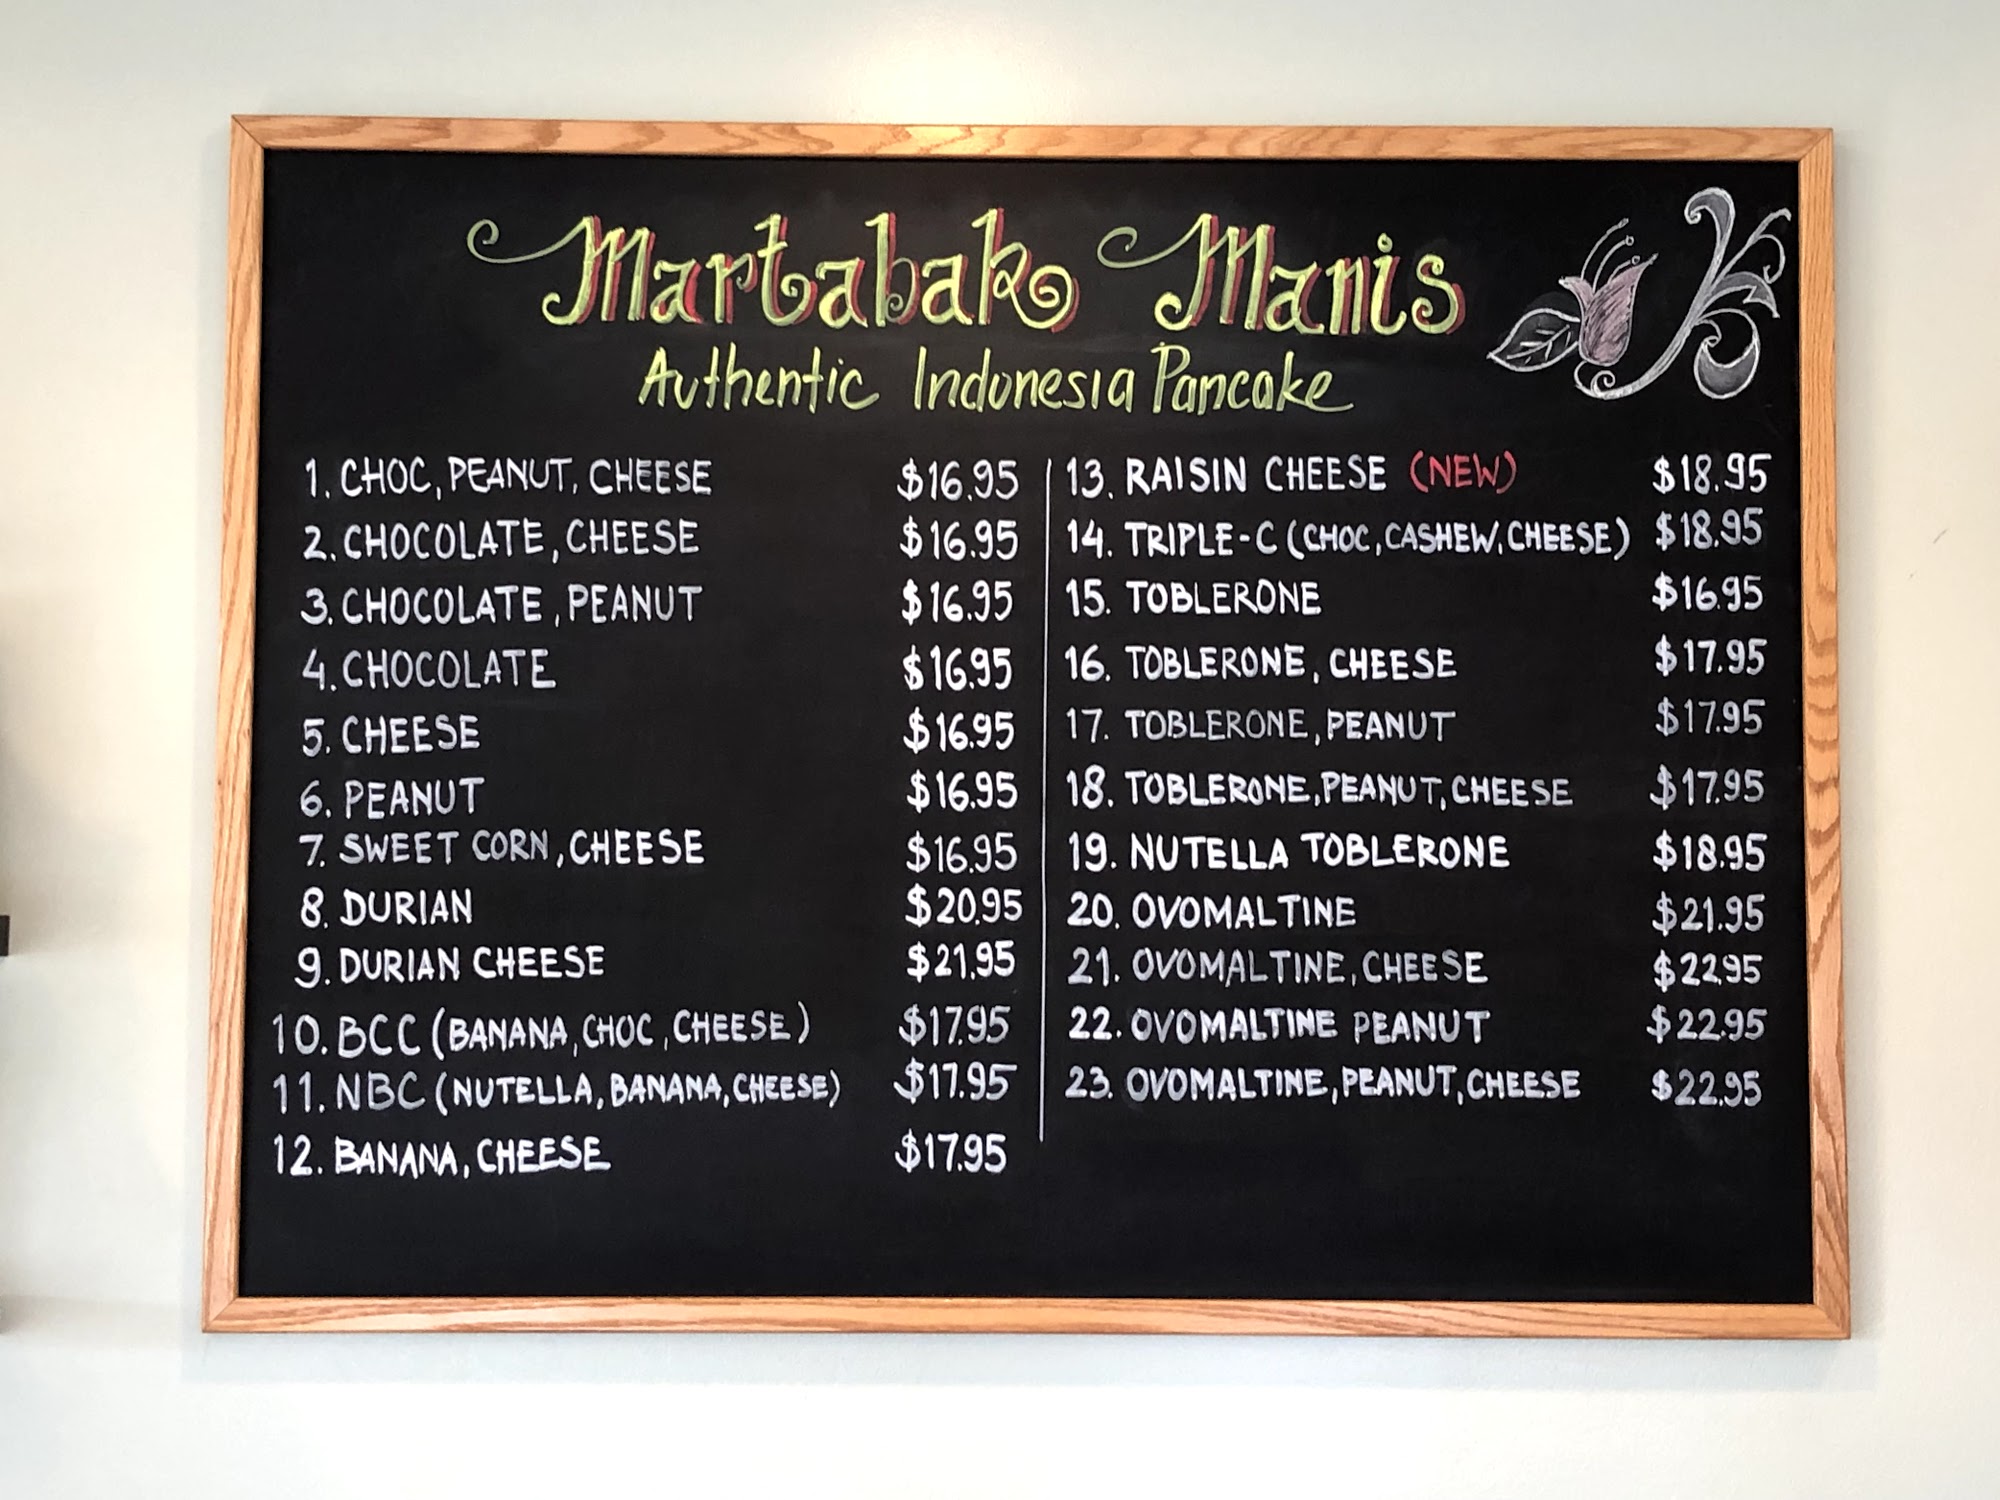 Martabak Manis
Authentic Indonesia Pancake
1. CHOC, PEANUT, CHEESE $16.95
2. CHOCOLATE, CHEESE $16.95
3. CHOCOLATE, PEANUT $16.95
4. CHOCOLATE $16.95
5. CHEESE $16.95
6. PEANUT $16.95
7. SWEET CORN, CHEESE $16.95
8. DURIAN $20.95
9. DURIAN CHEESE $21.95
10. BCC (BANANA, CHOC, CHEESE) $17.95
11. NBC (NUTELLA, BANANA, CHEESE) $17.95
12. BANANA, CHEESE $17.95
13. RAISIN CHEESE (NEW) $18.95
14. TRIPLE-C (CHOC, CASHEW, CHEESE) $18.95
15. TOBLERONE $16.95
16. TOBLERONE, CHEESE $17.95
17. TOBLERONE, PEANUT $17.95
18. TOBLERONE, PEANUT, CHEESE $17.95
19. NUTELLA TOBLERONE $18.95
20. OVOMALTINE $21.95
21. OVOMALTINE, CHEESE $22.95
22. OVOMALTINE PEANUT $22.95
23. OVOMALTINE, PEANUT, CHEESE $22.95